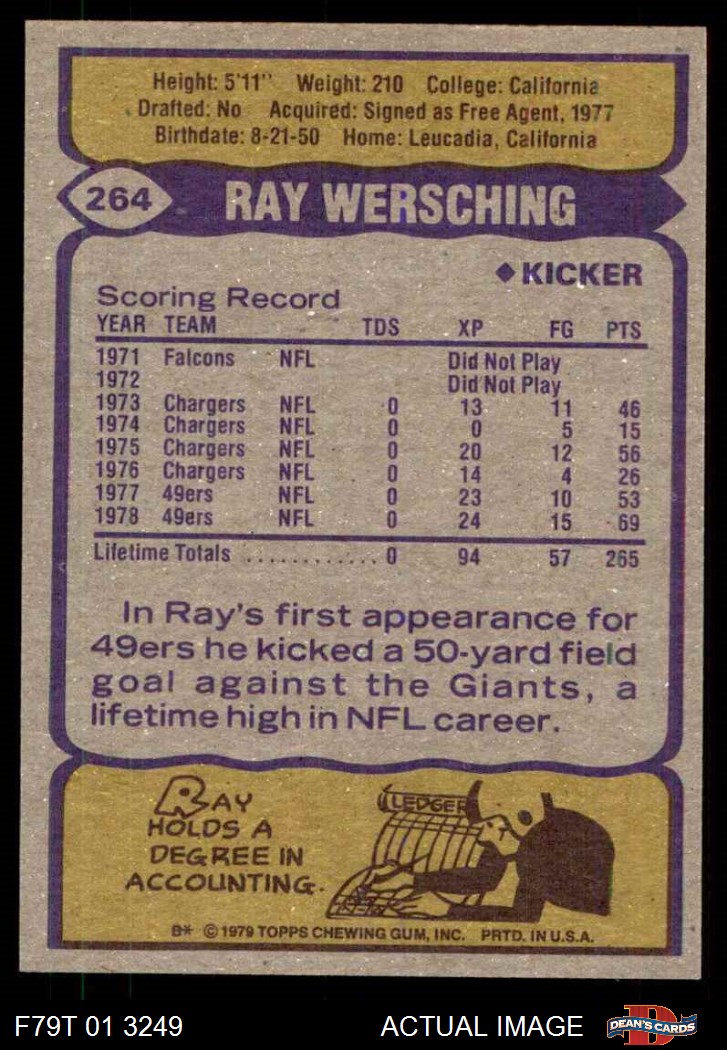 Height: 5'11" Weight: 210 College: California
Drafted: No Acquired: Signed as Free Agent, 1977
Birthdate: 8-21-50 Home: Leucadia, California
264 RAY WERSCHING
◆KICKER
Scoring Record
YEAR TEAM TDS XP FG PTS
1971 Falcons NFL Did Not Play
1972 Did Not Play
1973 Chargers NFL 0 13 11 46
1974 Chargers NFL 0 0 5 15
1975 Chargers NFL 0 20 12 56
1976 Chargers NFL 0 14 4 26
1977 49ers NFL 0 23 10 53
1978 49ers NFL 0 24 15 69
Lifetime Totals ............ 0 94 57 265
In Ray's first appearance for
49ers he kicked a 50-yard field
goal against the Giants, a
lifetime high in NFL career.
RAY
HOLDS A
DEGREE IN
ACCOUNTING.
LEDGER
B* ©1979 TOPPS CHEWING GUM, INC. PRTD. IN U.S.A.
F79T 01 3249 ACTUAL IMAGE
D
DEAN'S CARDS